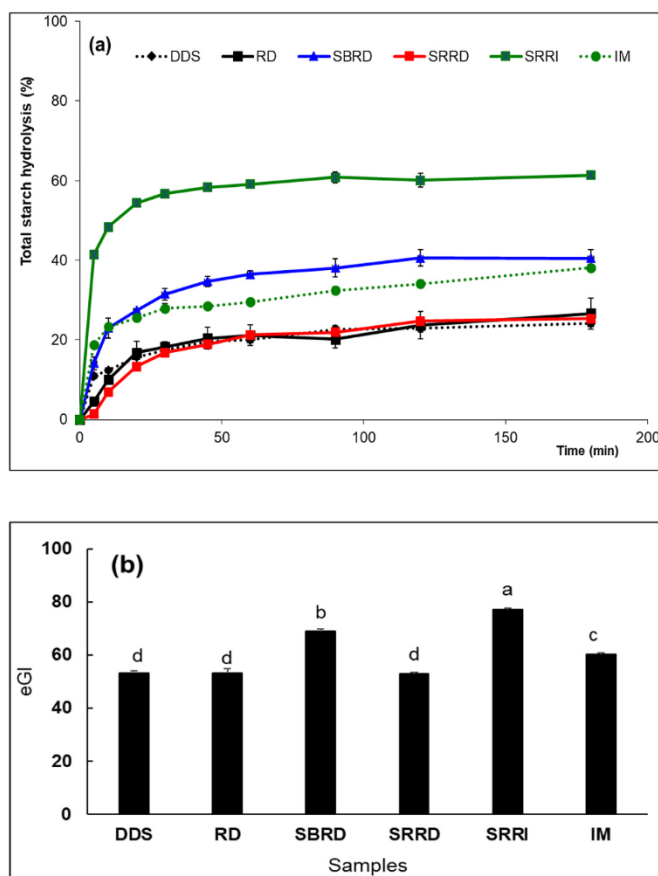 (a)
DDS RD SBRD SRRD SRRI IM
Total starch hydrolysis (%)
100
80
60
40
20
0
0 50 100 150 200
Time (min)
(b)
eGI
100
80
60
40
20
0
d d b d a c
DDS RD SBRD SRRD SRRI IM
Samples